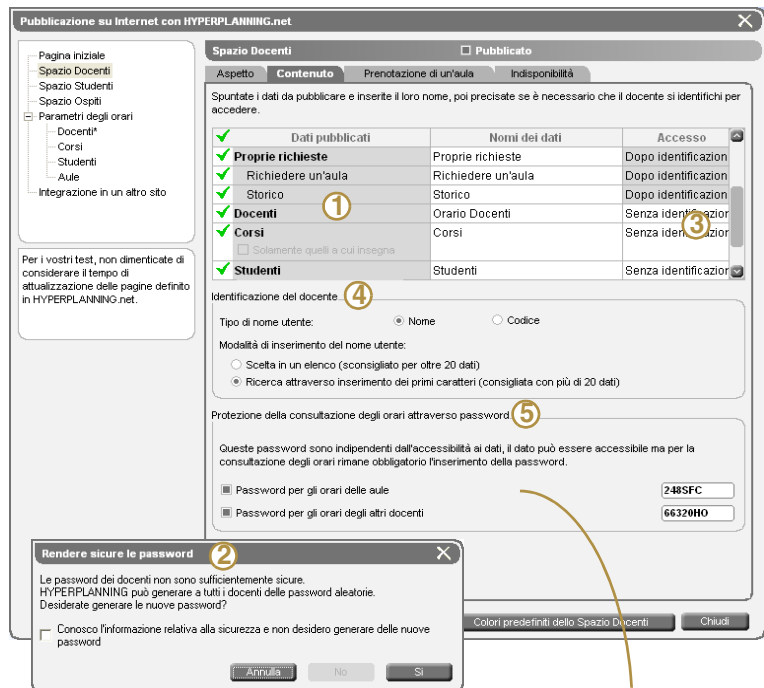 Pubblicazione su Internet con HYPERPLANNING.net
Pagina iniziale
Spazio Docenti
Spazio Studenti
Spazio Ospiti
Parametri degli orari
Docenti*
Corsi
Studenti
Aule
Integrazione in un altro sito
Per i vostri test, non dimenticate di
considerare il tempo di
attualizzazione delle pagine definito
in HYPERPLANNING.net.
Spazio Docenti Pubblicato
Aspetto Contenuto Prenotazione di un'aula Indisponibilità
Spuntate i dati da pubblicare e inserite il loro nome, poi precisate se è necessario che il docente si identifichi per
accedere.
Dati pubblicati Nomi dei dati Accesso
Proprie richieste Proprie richieste Dopo identificazion
Richiedere un'aula Richiedere un'aula Dopo identificazion
Storico Storico Dopo identificazion
1
Docenti Orario Docenti Senza identificazior
3
Corsi Corsi Senza identificazior
Solamente quelli a cui insegna
Studenti Studenti Senza identificazior
Identificazione del docente 4
Tipo di nome utente: Nome Codice
Modalità di inserimento del nome utente:
Scelta in un elenco (sconsigliato per oltre 20 dati)
Ricerca attraverso inserimento dei primi caratteri (consigliata con più di 20 dati)
Protezione della consultazione degli orari attraverso password 5
Queste password sono indipendenti dall'accessibilità ai dati, il dato può essere accessibile ma per la
consultazione degli orari rimane obbligatorio l'inserimento della password.
Password per gli orari delle aule 248SFC
Password per gli orari degli altri docenti 66320HO
Rendere sicure le password 2
Le password dei docenti non sono sufficientemente sicure.
HYPERPLANNING può generare a tutti i docenti delle password aleatorie.
Desiderate generare le nuove password?
Conosco l'informazione relativa alla sicurezza e non desidero generare delle nuove
password
Annulla No Si
Colori predefiniti dello Spazio Docenti Chiudi